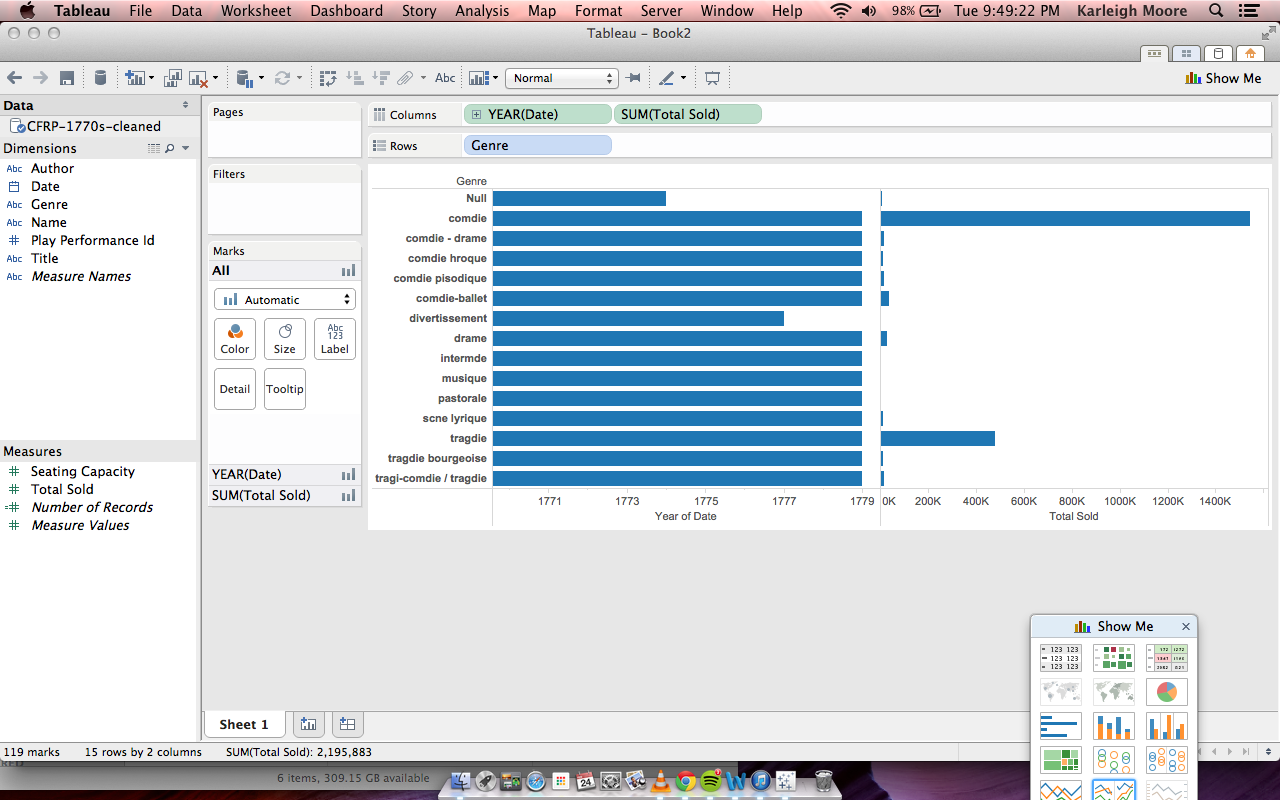 Tableau File Data Worksheet Dashboard Story Analysis Map Format Server Window Help 98% Tue 9:49:22 PM Karleigh Moore
Tableau - Book2
Abc Normal Show Me
Data
CFRP-1770s-cleaned
Dimensions
Abc Author
Date
Abc Genre
Abc Name
# Play Performance Id
Abc Title
Abc Measure Names
Measures
# Seating Capacity
# Total Sold
=# Number of Records
# Measure Values
Pages
Filters
Marks
All
Automatic
Color Size Abc 123 Label
Detail Tooltip
YEAR(Date)
SUM(Total Sold)
Columns YEAR(Date) SUM(Total Sold)
Rows Genre
Genre
Null
comdie
comdie - drame
comdie hroque
comdie pisodique
comdie-ballet
divertissement
drame
intermde
musique
pastorale
scne lyrique
tragdie
tragdie bourgeoise
tragi-comdie / tragdie
1771 1773 1775 1777 1779 0K 200K 400K 600K 800K 1000K 1200K 1400K
Year of Date Total Sold
Show Me
123 123
123 123
123 123
Sheet 1
119 marks 15 rows by 2 columns SUM(Total Sold): 2,195,883
6 items, 309.15 GB available
24